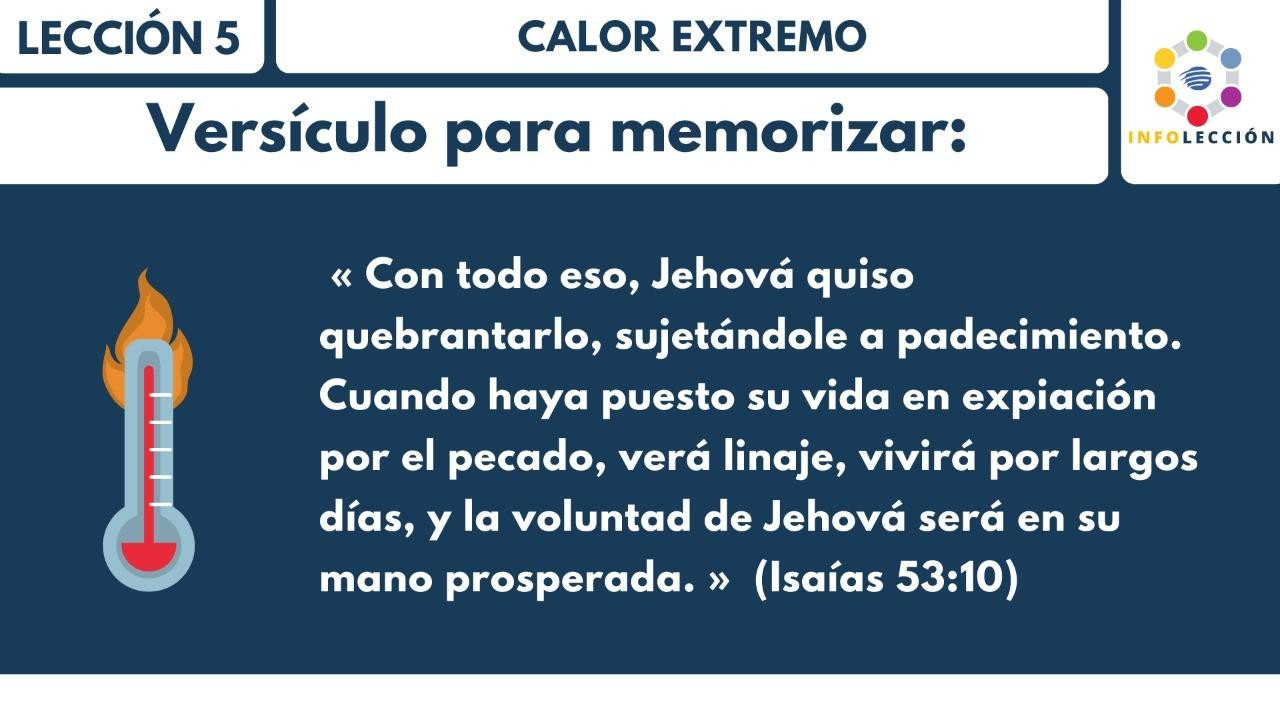 LECCIÓN 5
CALOR EXTREMO
INFOLECCIÓN
Versículo para memorizar:
« Con todo eso, Jehová quiso
quebrantarlo, sujetándole a padecimiento.
Cuando haya puesto su vida en expiación
por el pecado, verá linaje, vivirá por largos
días, y la voluntad de Jehová será en su
mano prosperada. » (Isaías 53:10)